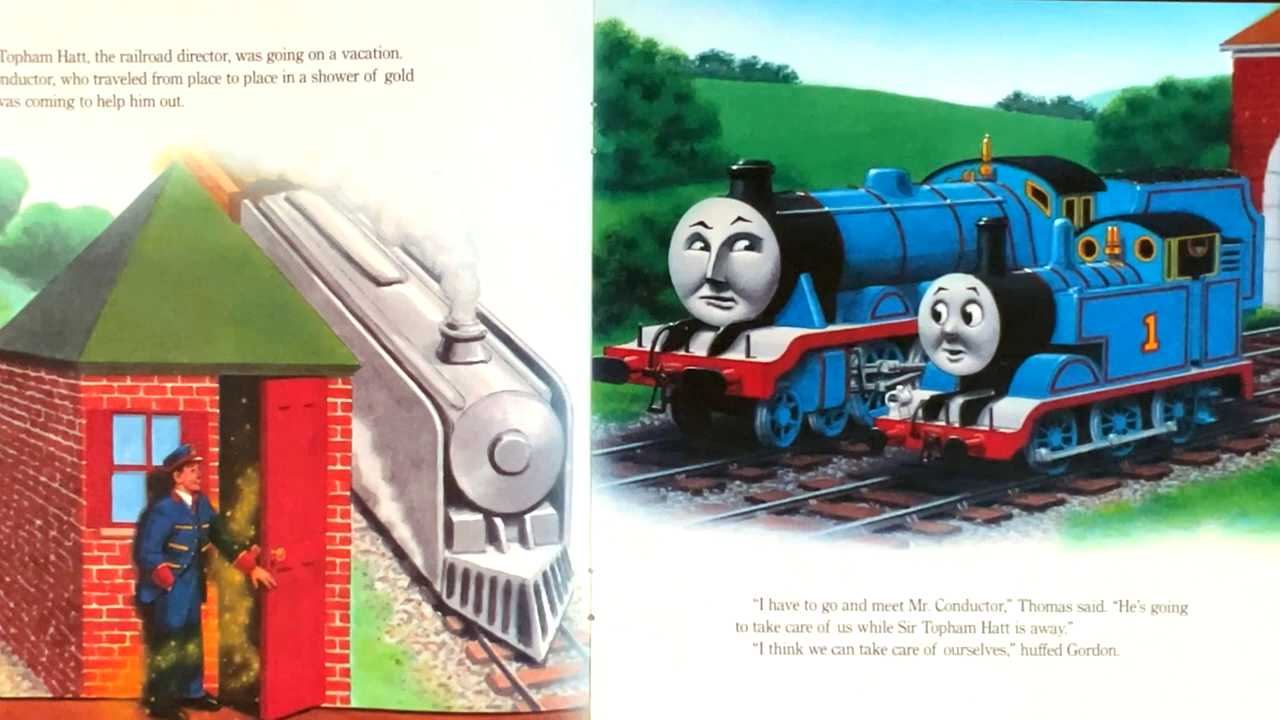 Topham Hatt, the railroad director, was going on a vacation.
nductor, who traveled from place to place in a shower of gold
was coming to help him out.
1
“I have to go and meet Mr. Conductor,” Thomas said. “He’s going
to take care of us while Sir Topham Hatt is away.”
“I think we can take care of ourselves,” huffed Gordon.